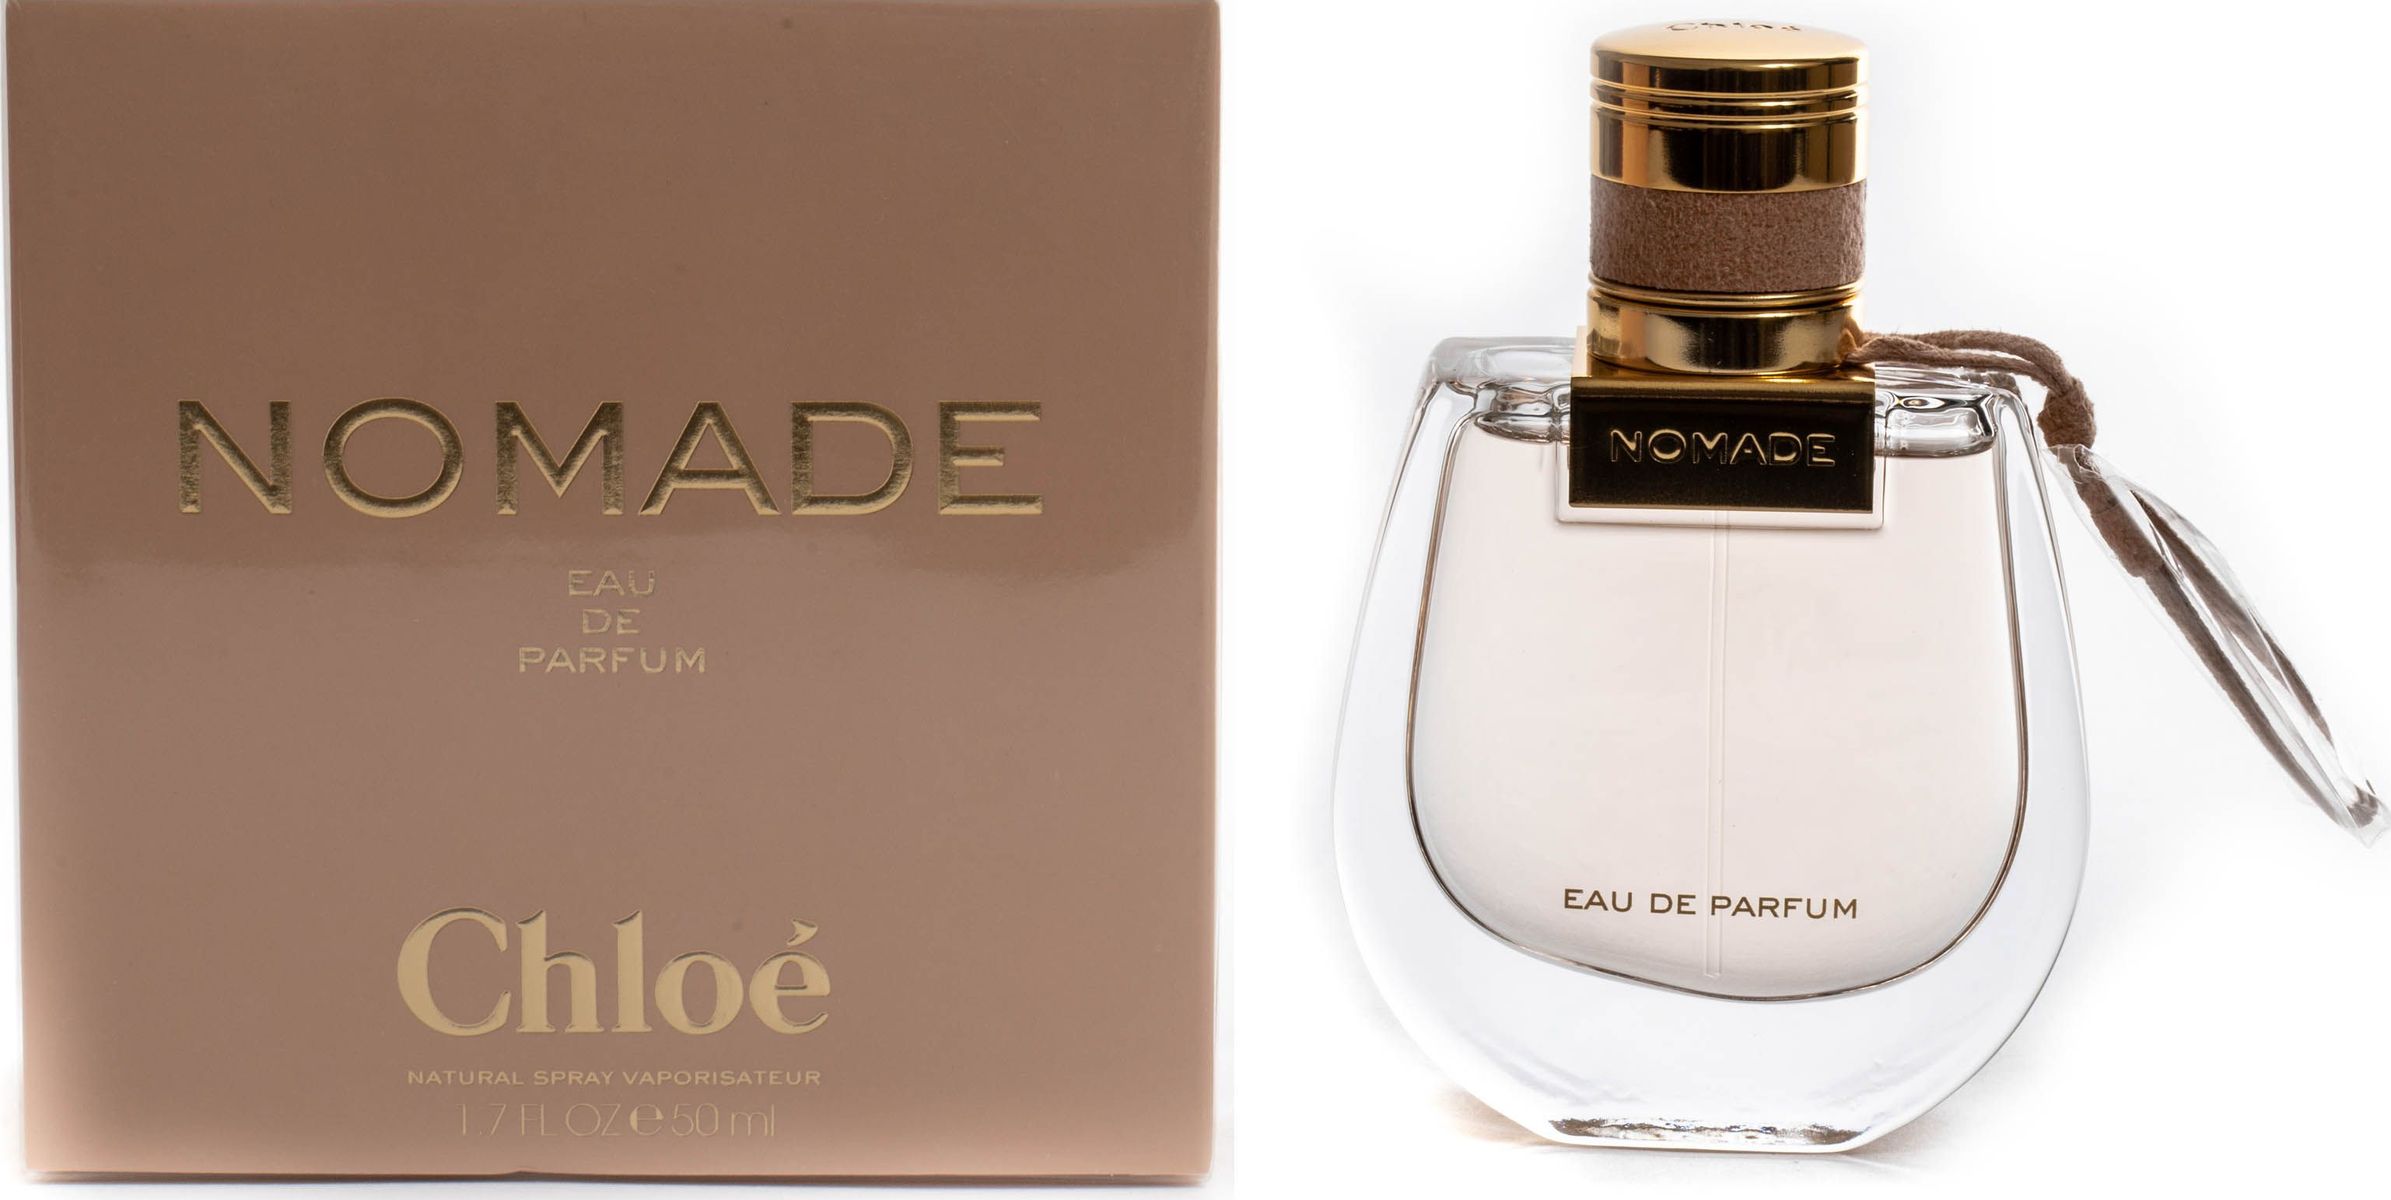 NOMADE
EAU
DE
PARFUM
Chloé
NATURAL SPRAY VAPORISATEUR
1.7 FL OZ e 50 ml
Chloé
NOMADE
EAU DE PARFUM